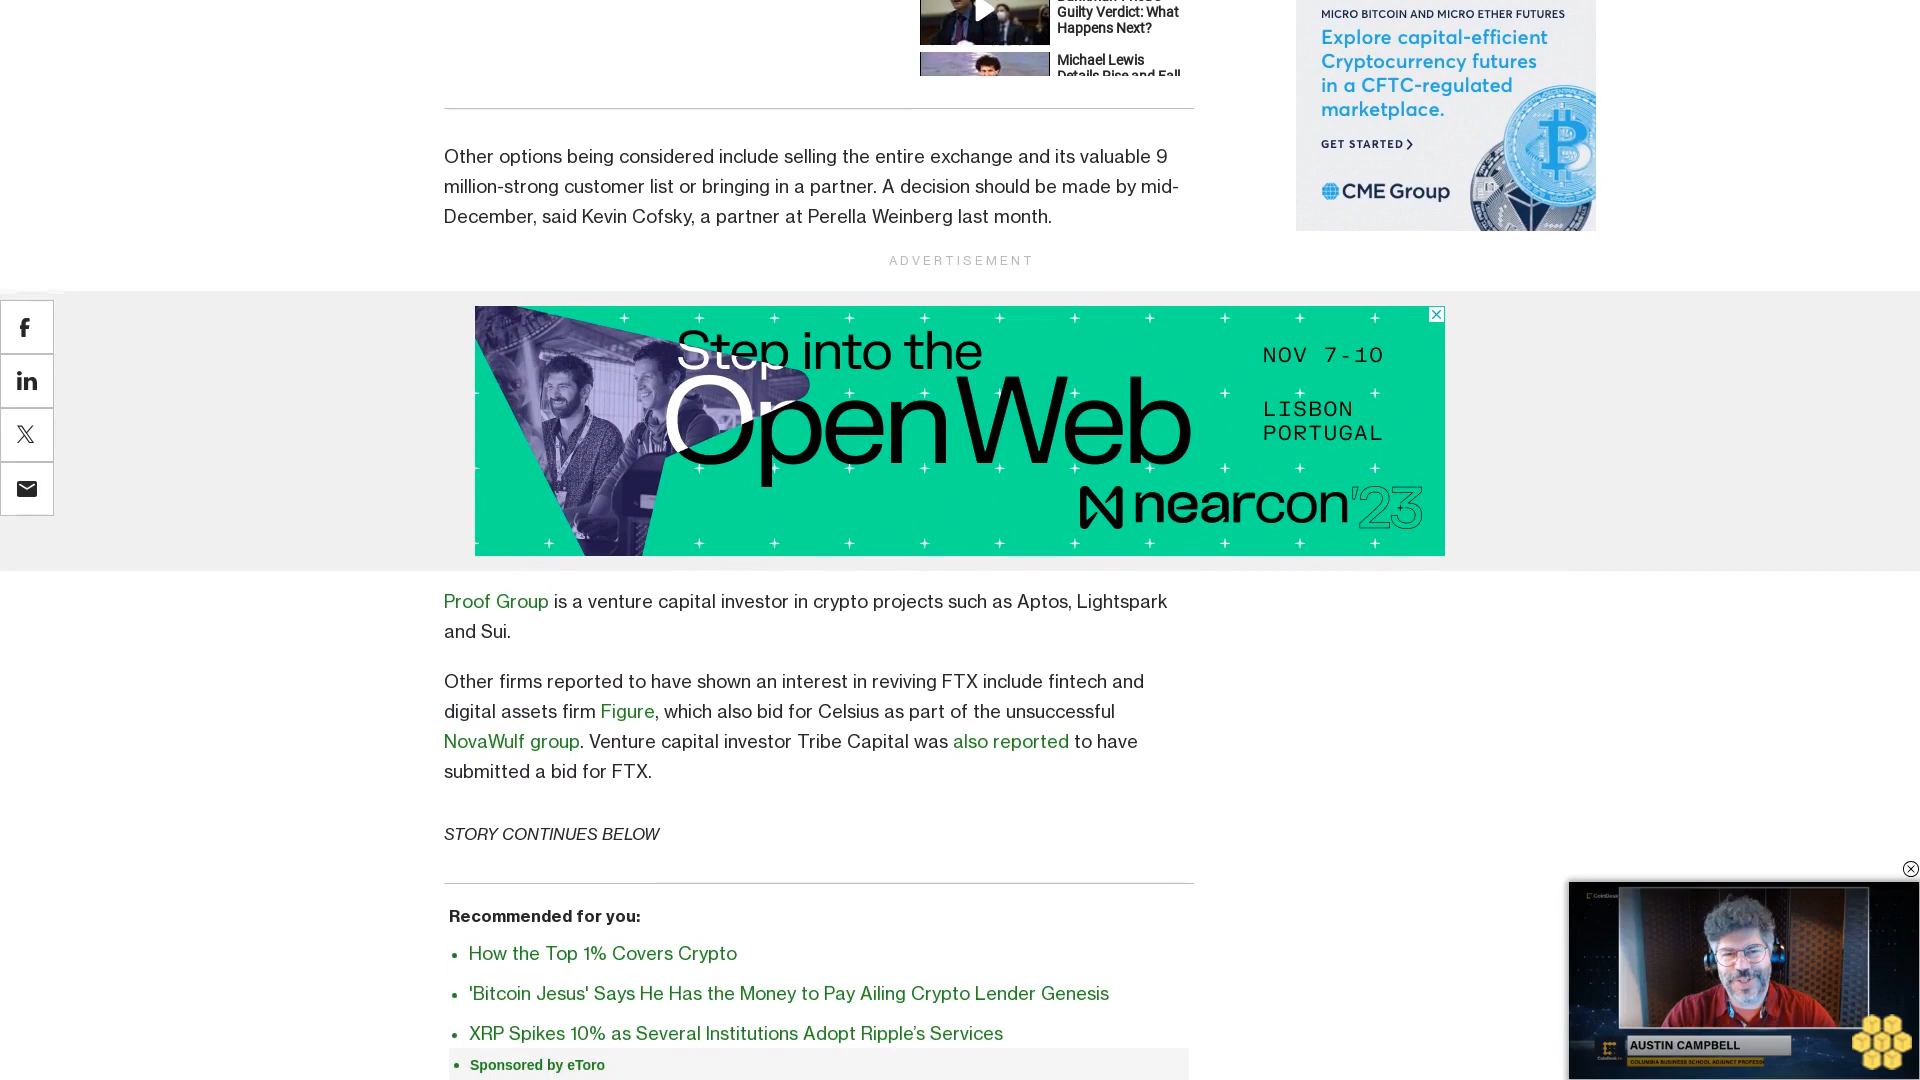 Guilty Verdict: What
Happens Next?
Michael Lewis
Details Rise and Fall
MICRO BITCOIN AND MICRO ETHER FUTURES
Explore capital-efficient
Cryptocurrency futures
in a CFTC-regulated
marketplace.
GET STARTED
CME Group
Other options being considered include selling the entire exchange and its valuable 9
million-strong customer list or bringing in a partner. A decision should be made by mid-
December, said Kevin Cofsky, a partner at Perella Weinberg last month.
ADVERTISEMENT
Step into the
Open Web
NOV 7-10
LISBON
PORTUGAL
nearcon'23
Proof Group is a venture capital investor in crypto projects such as Aptos, Lightspark
and Sui.
Other firms reported to have shown an interest in reviving FTX include fintech and
digital assets firm Figure, which also bid for Celsius as part of the unsuccessful
NovaWulf group. Venture capital investor Tribe Capital was also reported to have
submitted a bid for FTX.
STORY CONTINUES BELOW
Recommended for you:
How the Top 1% Covers Crypto
'Bitcoin Jesus' Says He Has the Money to Pay Ailing Crypto Lender Genesis
XRP Spikes 10% as Several Institutions Adopt Ripple’s Services
Sponsored by eToro
CoinDesk
AUSTIN CAMPBELL
COLUMBIA BUSINESS SCHOOL ADJUNCT PROFESSO
CoinDesk